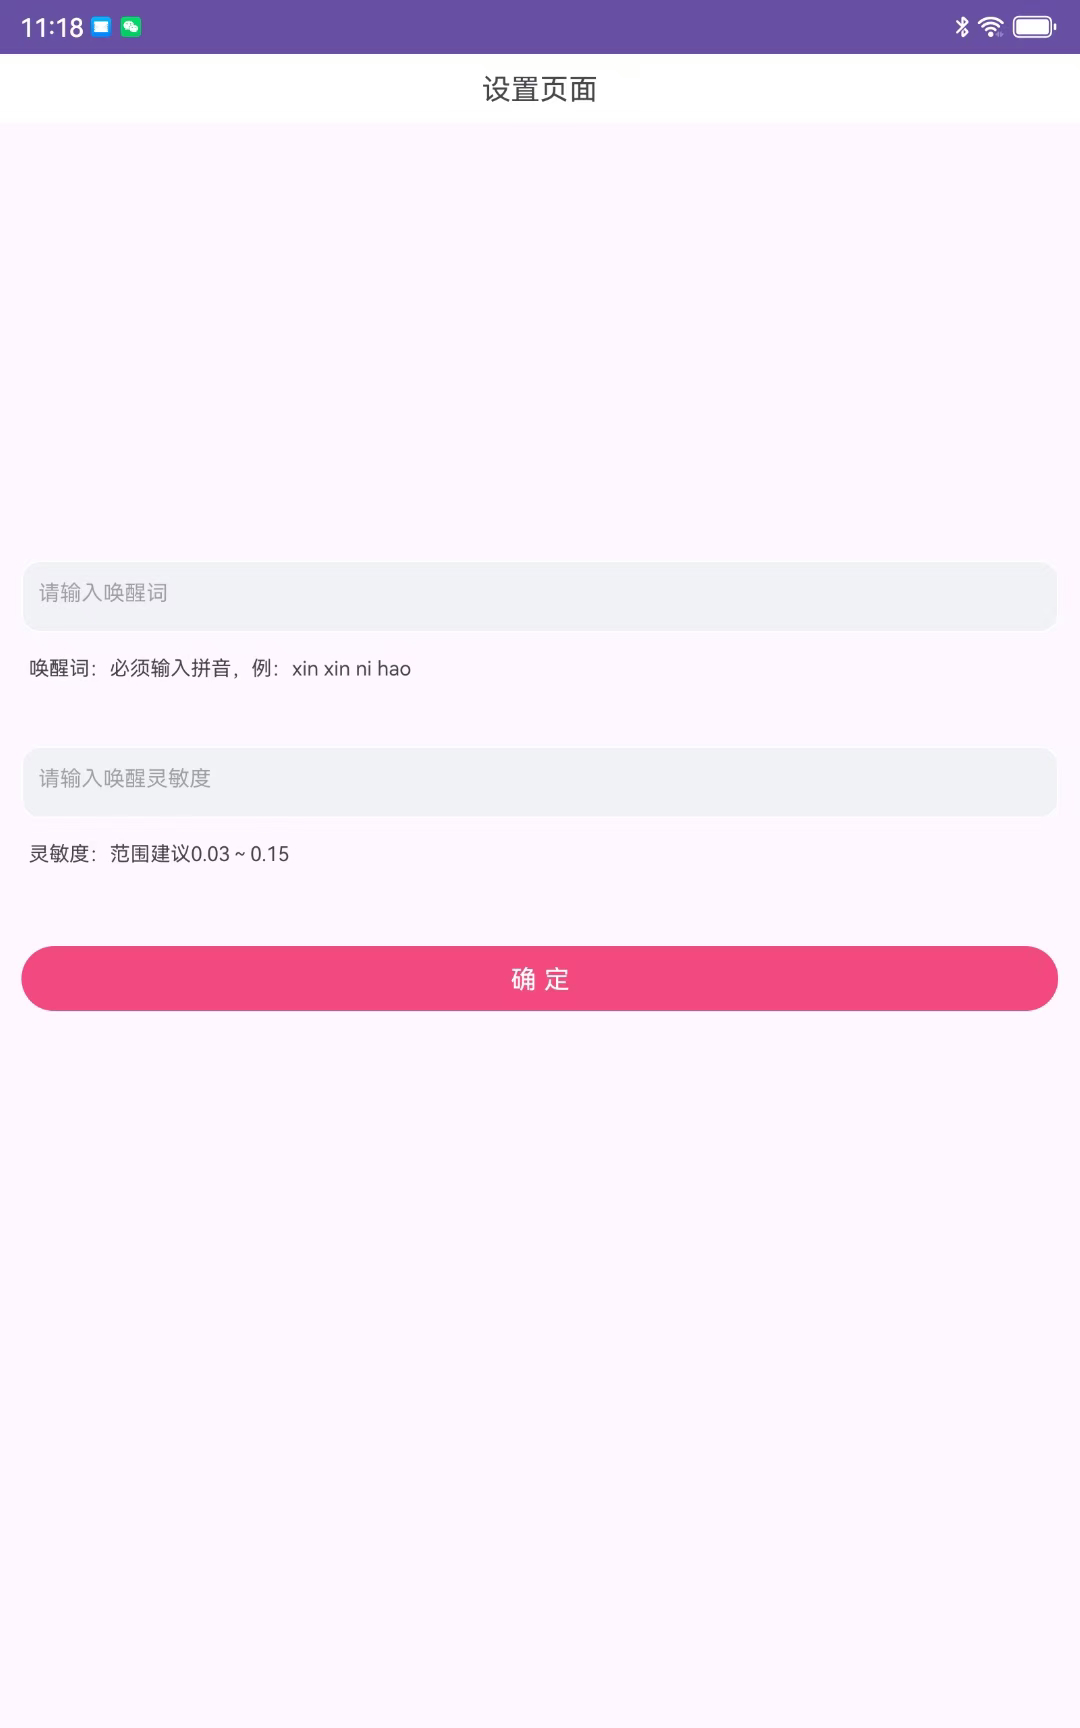 11:18
设置页面
请输入唤醒词
唤醒词：必须输入拼音，例：xin xin ni hao
请输入唤醒灵敏度
灵敏度：范围建议0.03 ~ 0.15
确 定